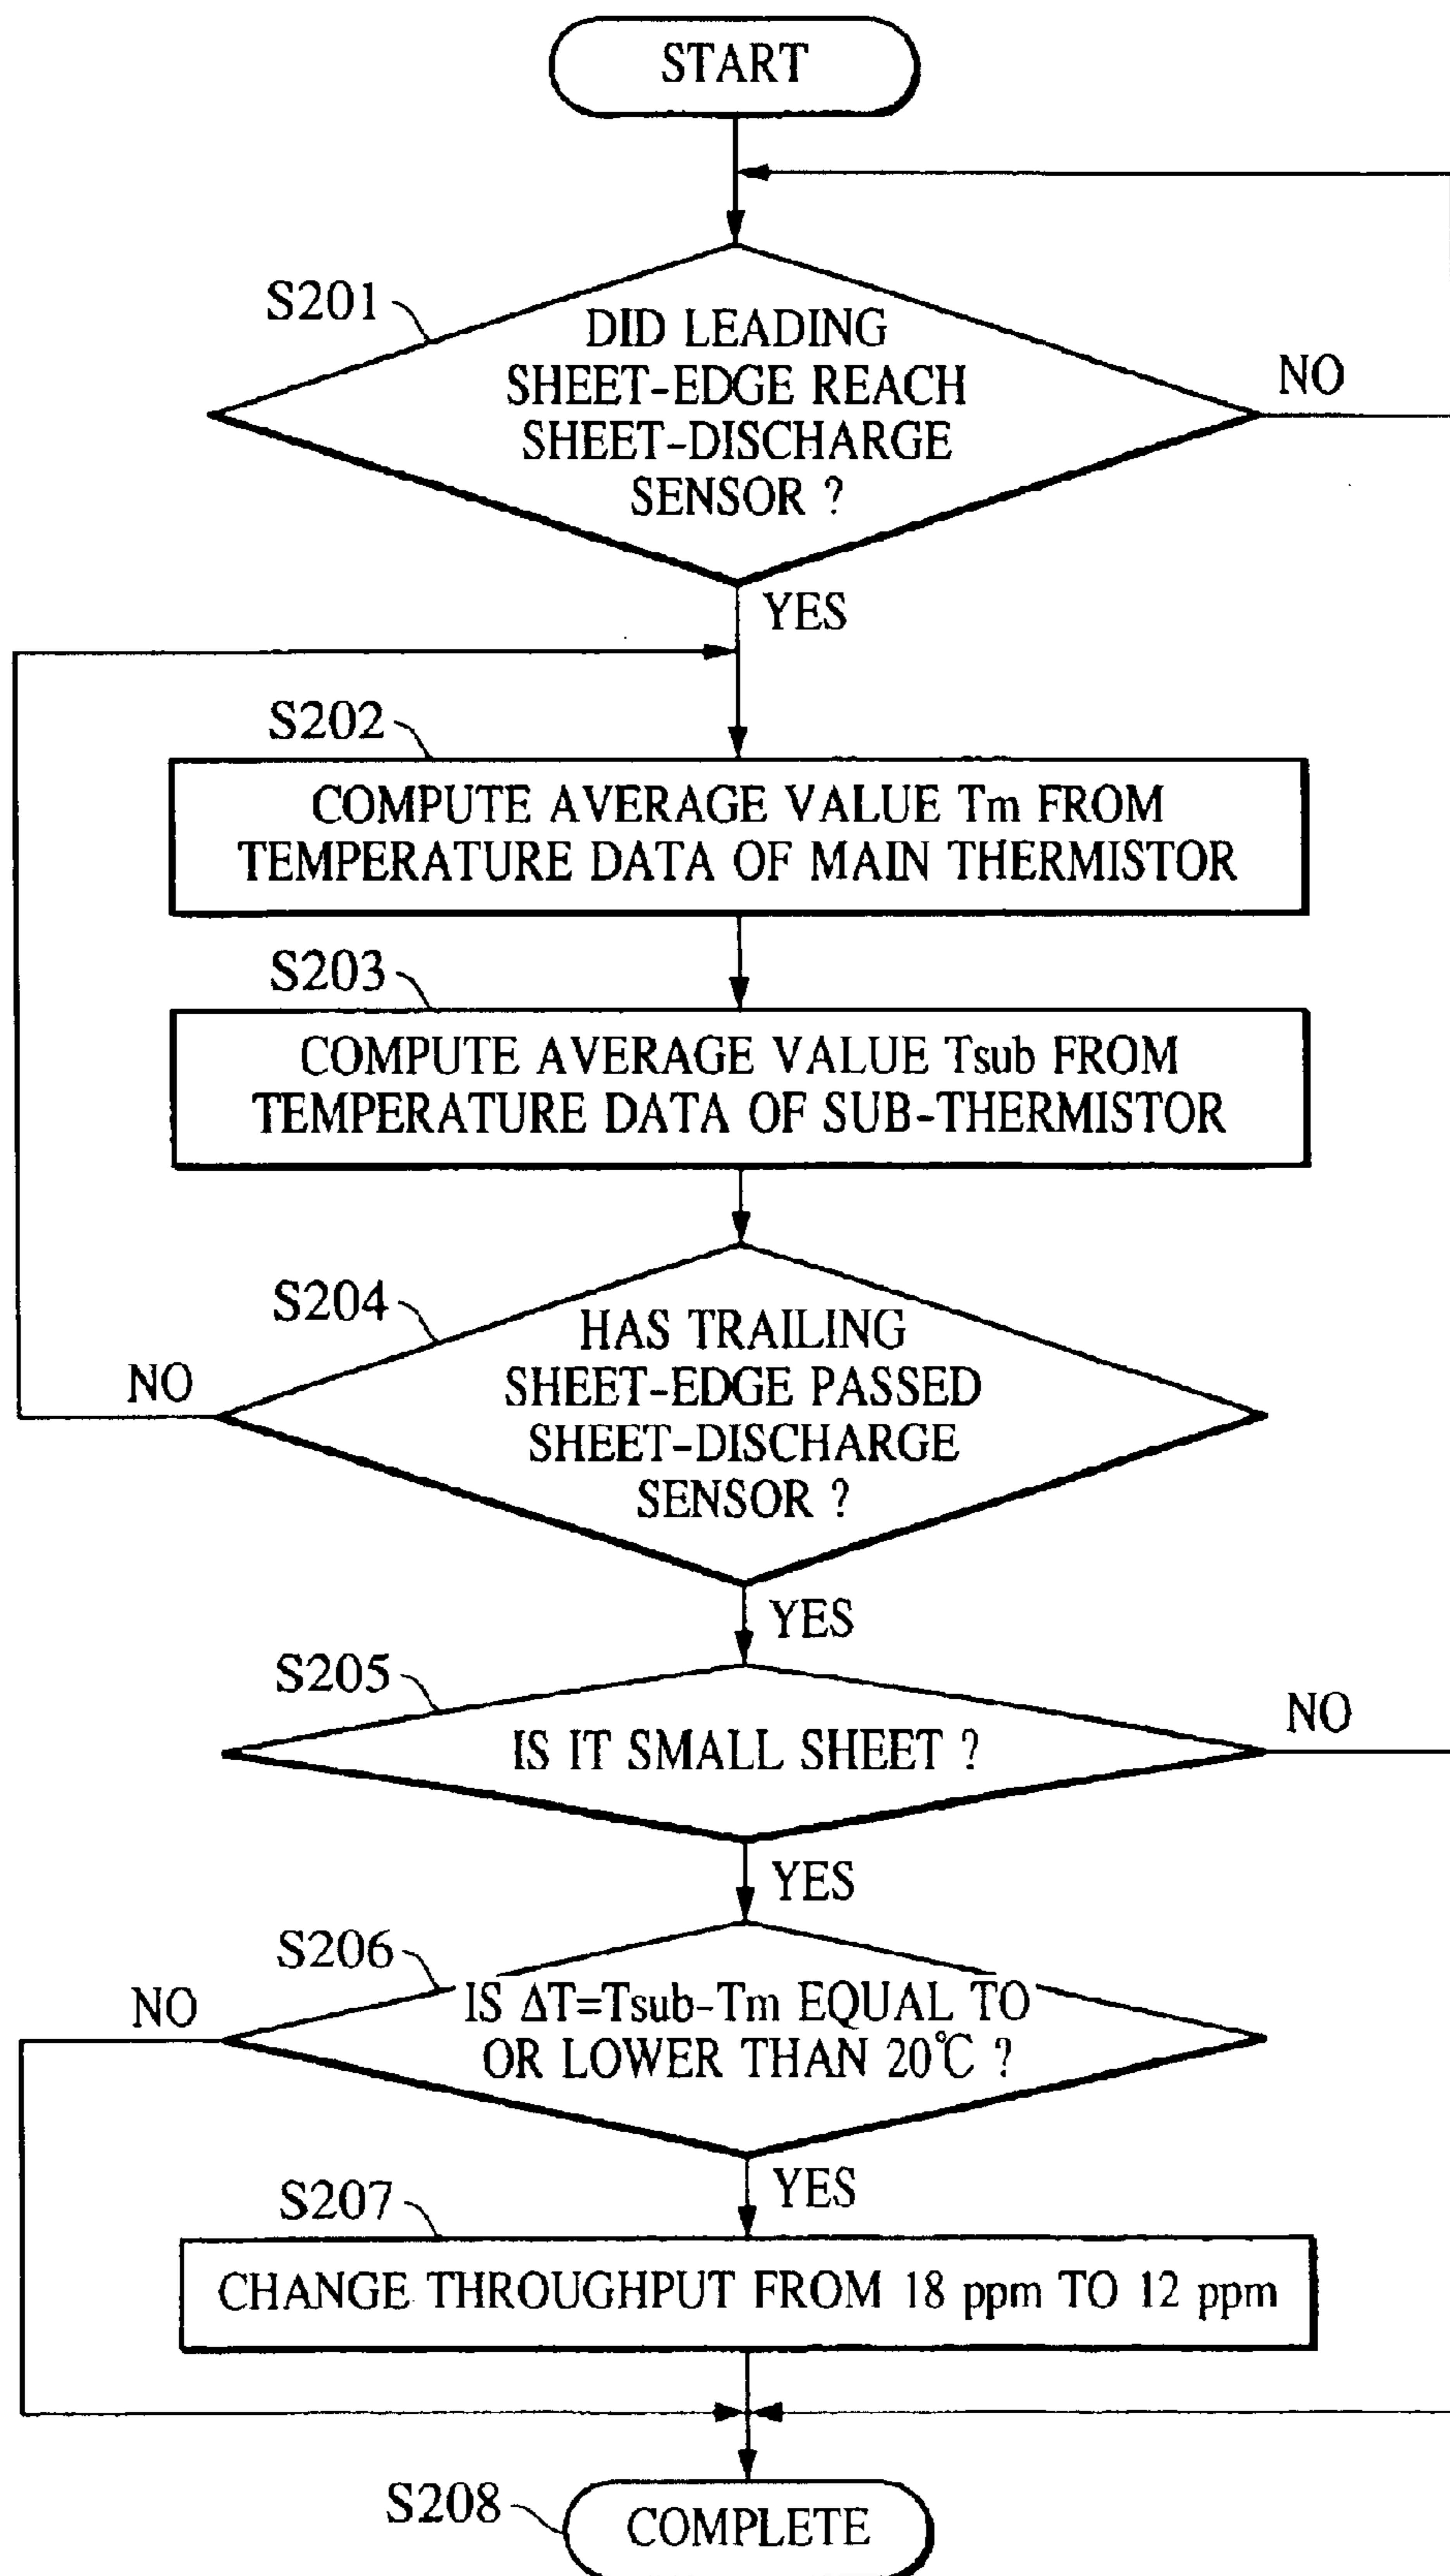 START
S201
DID LEADING
SHEET-EDGE REACH
SHEET-DISCHARGE
SENSOR ?
NO
YES
S202
COMPUTE AVERAGE VALUE Tm FROM
TEMPERATURE DATA OF MAIN THERMISTOR
S203
COMPUTE AVERAGE VALUE Tsub FROM
TEMPERATURE DATA OF SUB-THERMISTOR
S204
HAS TRAILING
SHEET-EDGE PASSED
SHEET-DISCHARGE
SENSOR ?
NO
YES
S205
IS IT SMALL SHEET ?
NO
YES
S206
IS ΔT=Tsub-Tm EQUAL TO
OR LOWER THAN 20℃ ?
NO
YES
S207
CHANGE THROUGHPUT FROM 18 ppm TO 12 ppm
S208
COMPLETE